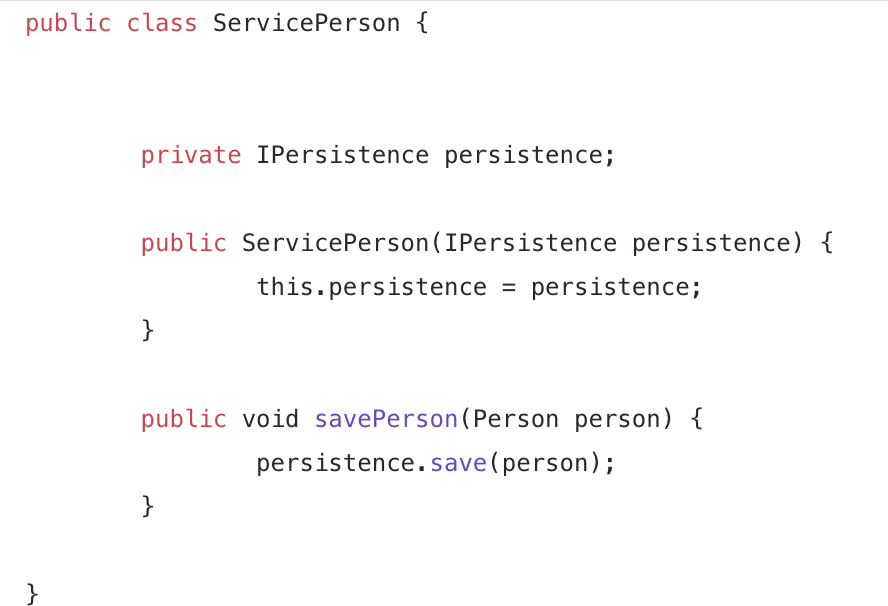 public class ServicePerson {
private IPersistence persistence;
public ServicePerson(IPersistence persistence) {
this.persistence = persistence;
}
public void savePerson(Person person) {
persistence.save(person);
}
}